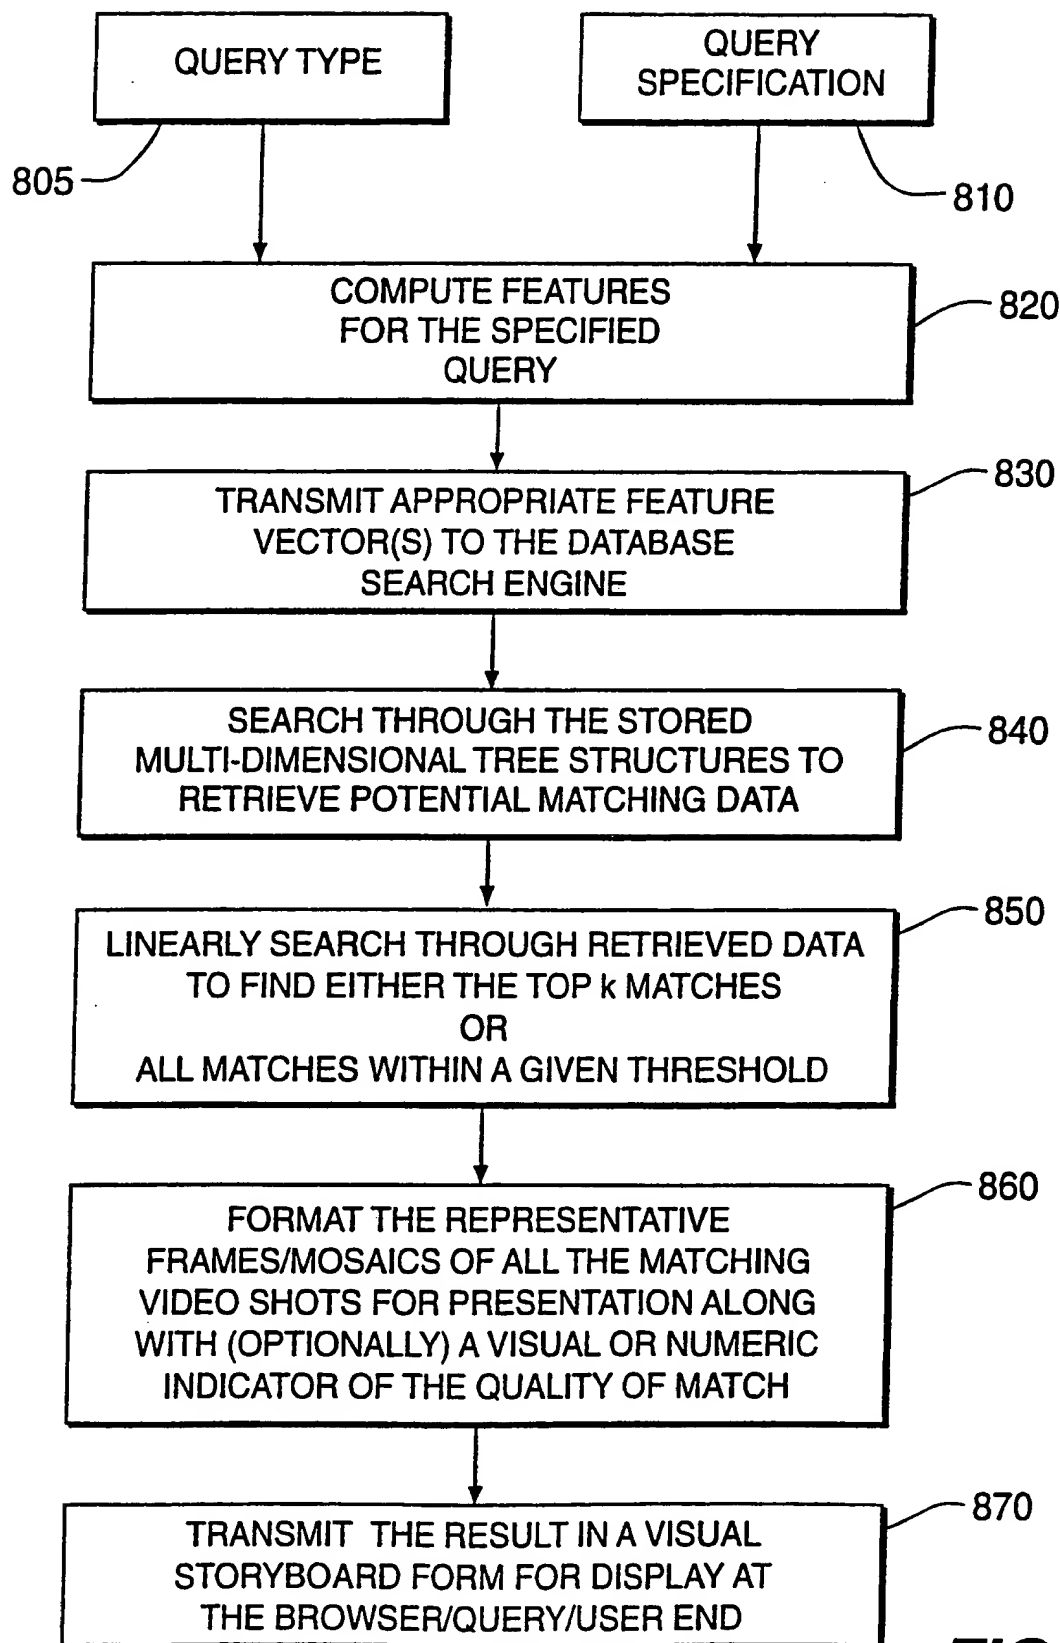 QUERY TYPE
QUERY
SPECIFICATION
805
810
COMPUTE FEATURES
FOR THE SPECIFIED
QUERY
820
TRANSMIT APPROPRIATE FEATURE
VECTOR(S) TO THE DATABASE
SEARCH ENGINE
830
SEARCH THROUGH THE STORED
MULTI-DIMENSIONAL TREE STRUCTURES TO
RETRIEVE POTENTIAL MATCHING DATA
840
LINEARLY SEARCH THROUGH RETRIEVED DATA
TO FIND EITHER THE TOP k MATCHES
OR
ALL MATCHES WITHIN A GIVEN THRESHOLD
850
FORMAT THE REPRESENTATIVE
FRAMES/MOSAICS OF ALL THE MATCHING
VIDEO SHOTS FOR PRESENTATION ALONG
WITH (OPTIONALLY) A VISUAL OR NUMERIC
INDICATOR OF THE QUALITY OF MATCH
860
TRANSMIT THE RESULT IN A VISUAL
STORYBOARD FORM FOR DISPLAY AT
THE BROWSER/QUERY/USER END
870